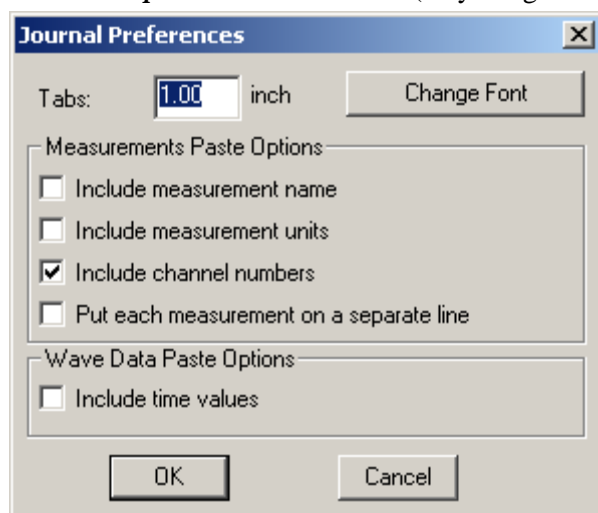 Journal Preferences
Tabs: 1.00 inch Change Font
Measurements Paste Options
Include measurement name
Include measurement units
Include channel numbers
Put each measurement on a separate line
Wave Data Paste Options
Include time values
OK Cancel